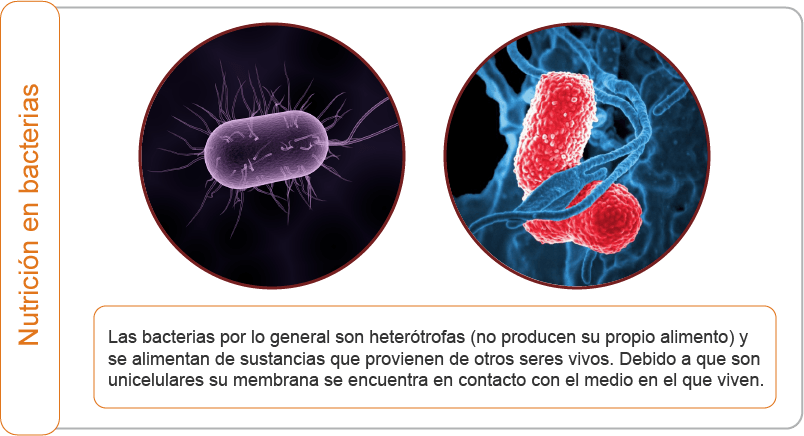 Nutrición en bacterias
Las bacterias por lo general son heterótrofas (no producen su propio alimento) y
se alimentan de sustancias que provienen de otros seres vivos. Debido a que son
unicelulares su membrana se encuentra en contacto con el medio en el que viven.